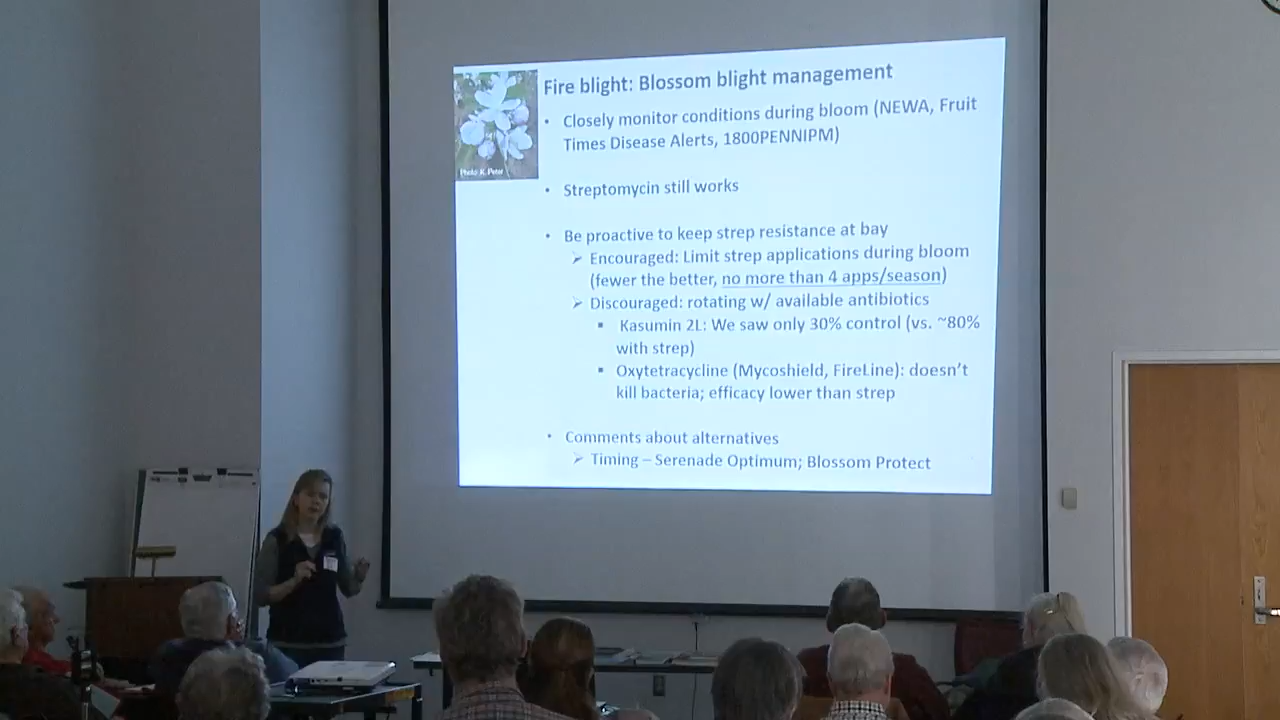 Fire blight: Blossom blight management
• Closely monitor conditions during bloom (NEWA, Fruit
Times Disease Alerts, 1800PENNIPM)
Photo K. Peter
• Streptomycin still works
• Be proactive to keep strep resistance at bay
➢ Encouraged: Limit strep applications during bloom
(fewer the better, no more than 4 apps/season)
➢ Discouraged: rotating w/ available antibiotics
▪ Kasumin 2L: We saw only 30% control (vs. ~80%
with strep)
▪ Oxytetracycline (Mycoshield, FireLine): doesn't
kill bacteria; efficacy lower than strep
• Comments about alternatives
➢ Timing – Serenade Optimum; Blossom Protect